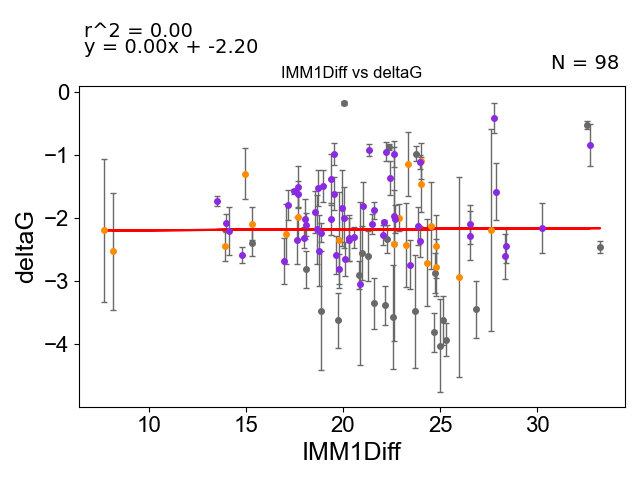 r^2 = 0.00
y = 0.00x + -2.20
N = 98
IMM1Diff vs deltaG
deltaG
0
−1
−2
−3
−4
10
15
20
25
30
IMM1Diff